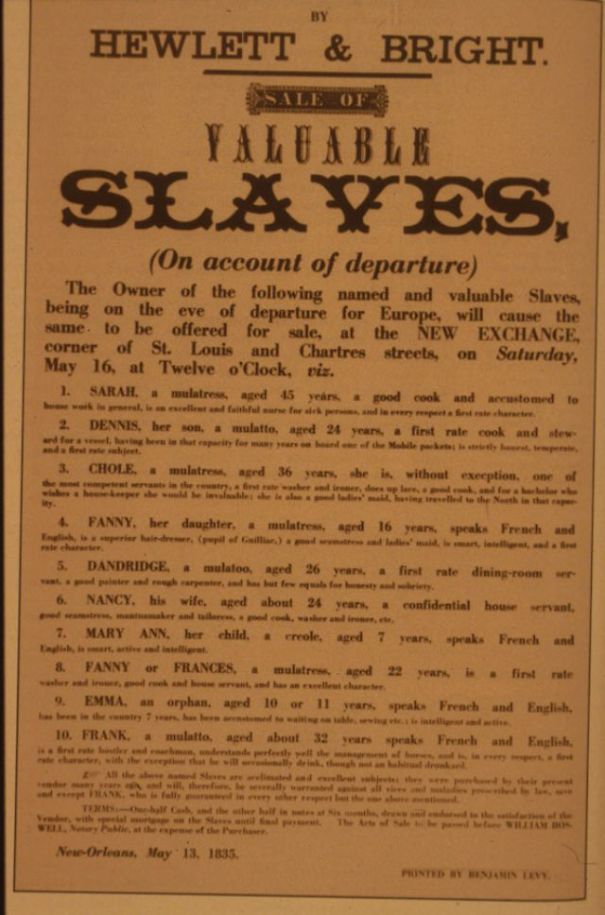 BY
HEWLETT & BRIGHT.
SALE OF
VALUABLE
SLAVES,
(On account of departure)
The Owner of the following named and valuable Slaves,
being on the eve of departure for Europe, will cause the
same to be offered for sale, at the NEW EXCHANGE,
corner of St. Louis and Chartres streets, on Saturday,
May 16, at Twelve o'Clock, viz.
1. SARAH, a mulatress, aged 45 years, a good cook and accustomed to
house work in general, is an excellent and faithful nurse for sick persons, and in every respect a first rate character.
2. DENNIS, her son, a mulatto, aged 24 years, a first rate cook and stew-
ard for a vessel, having been in that capacity for many years on board one of the Mobile packets; is strictly honest, temperate,
and a first rate subject.
3. CHOLE, a mulatress, aged 36 years, she is, without execption, one of
the most competent servants in the country, a first rate washer and ironer, does up lace, a good cook, and for a bachelor who
wishes a house-keeper she would be invaluable; she is also a good ladies' maid, having travelled to the North in that capac-
ity.
4. FANNY, her daughter, a mulatress, aged 16 years, speaks French and
English, is a superior hair-dresser, (pupil of Guilliac,) a good seamstress and ladies' maid, is smart, intelligent, and a first
rate character.
5. DANDRIDGE, a mulatoo, aged 26 years, a first rate dining-room ser-
vant, a good painter and rough carpenter, and has but few equals for honesty and sobriety.
6. NANCY, his wife, aged about 24 years, a confidential house servant,
good seamstress, mantuamaker and tailoress, a good cook, washer and ironer, etc.
7. MARY ANN, her child, a creole, aged 7 years, speaks French and
English, is smart, active and intelligent.
8. FANNY or FRANCES, a mulatress, aged 22 years, is a first rate
washer and ironer, good cook and house servant, and has an excellent character.
9. EMMA, an orphan, aged 10 or 11 years, speaks French and English,
has been in the country 7 years, has been accustomed to waiting on table, sewing etc.; is intelligent and active.
10. FRANK, a mulatto, aged about 32 years speaks French and English,
is a first rate hostler and coachman, understands perfectly well the management of horses, and is, in every respect, a first
rate character, with the exception that he will occasionally drink, though not an habitual drunkard.
All the above named Slaves are acclimated and excellent subjects; they were purchased by their present
vendor many years ago, and will, therefore, be severally warranted against all vices and maladies prescribed by law, save
and except FRANK, who is fully guaranteed in every other respect but the one above mentioned.
TERMS:—One-half Cash, and the other half in notes at Six months, drawn and endorsed to the satisfaction of the
Vendor, with special mortgage on the Slaves until final payment. The Acts of Sale to be passed before WILLIAM BOS-
WELL, Notary Public, at the expense of the Purchaser.
New-Orleans, May 13, 1835.
PRINTED BY BENJAMIN LEVY.